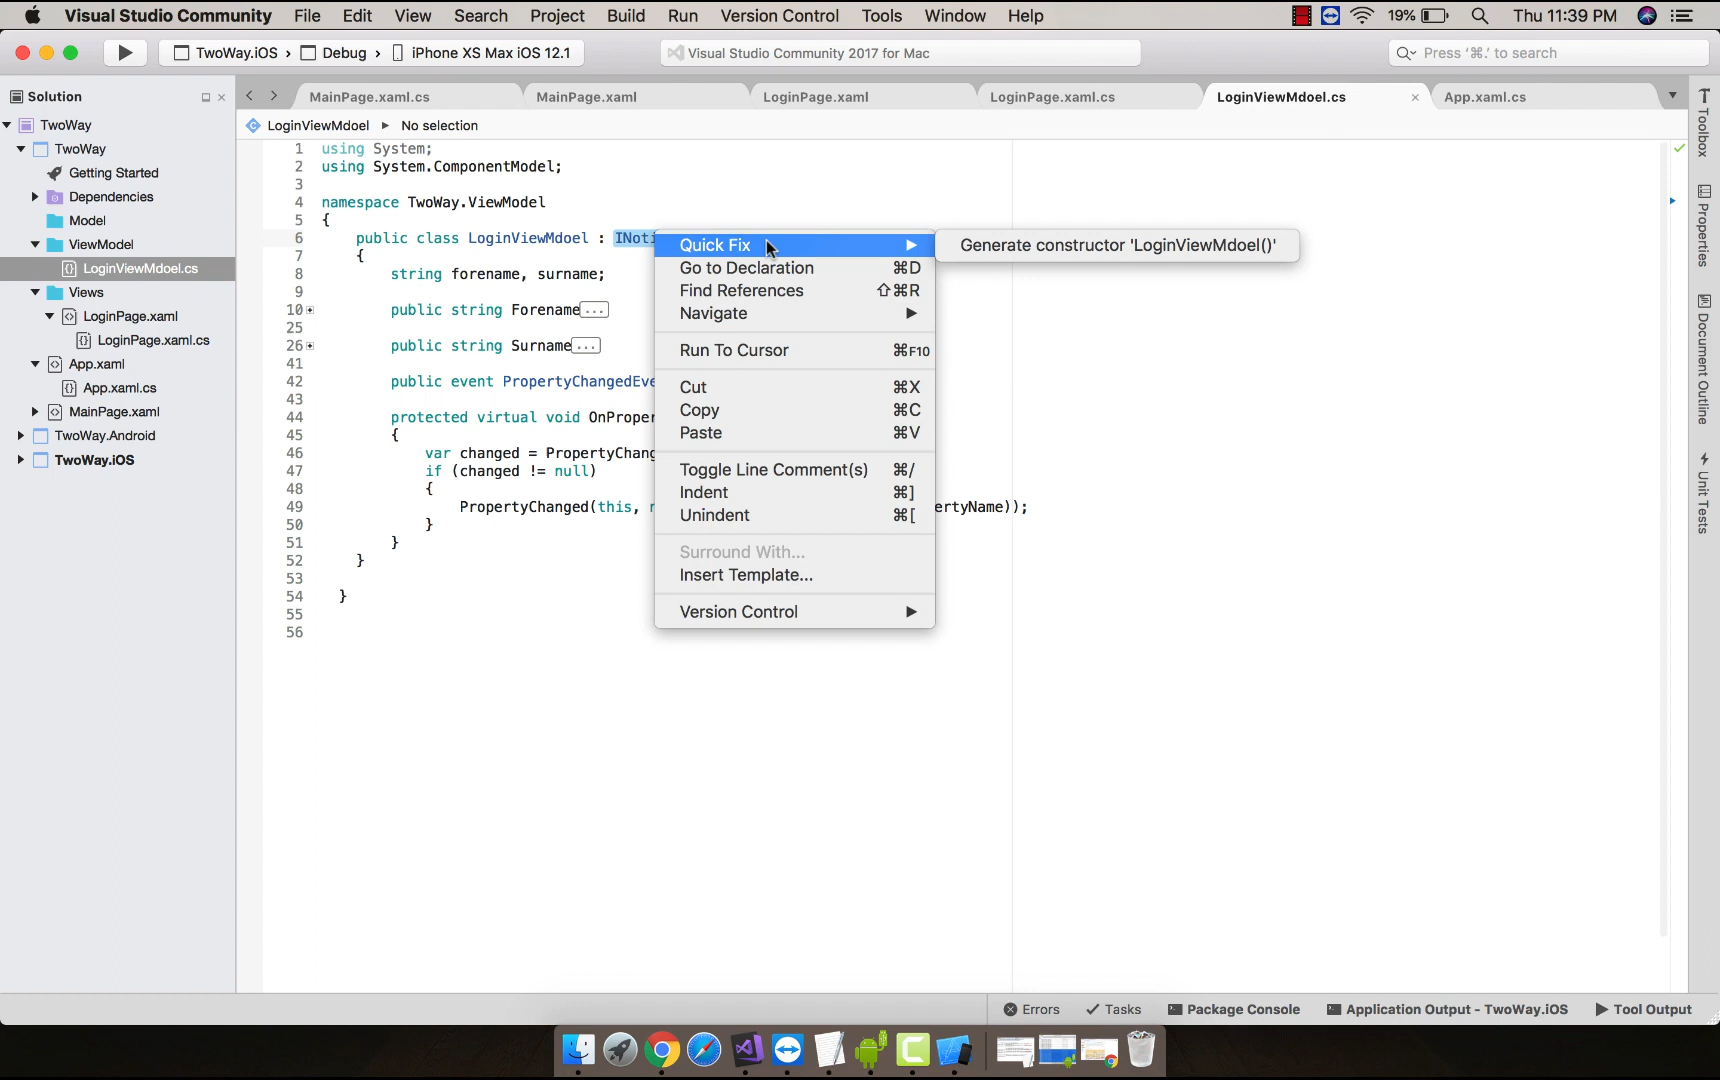 Visual Studio Community File Edit View Search Project Build Run Version Control Tools Window Help 19% Thu 11:39 PM
TwoWay.iOS › Debug › iPhone XS Max iOS 12.1 Visual Studio Community 2017 for Mac Press ‘⌘.’ to search
Solution
MainPage.xaml.cs MainPage.xaml LoginPage.xaml LoginPage.xaml.cs LoginViewMdoel.cs App.xaml.cs
LoginViewMdoel ▸ No selection
TwoWay
TwoWay
Getting Started
Dependencies
Model
ViewModel
LoginViewMdoel.cs
Views
LoginPage.xaml
LoginPage.xaml.cs
App.xaml
App.xaml.cs
MainPage.xaml
TwoWay.Android
TwoWay.iOS
1 using System;
2 using System.ComponentModel;
3
4 namespace TwoWay.ViewModel
5 {
6 public class LoginViewMdoel : INoti
7 {
8 string forename, surname;
9
10 public string Forename...
25
26 public string Surname...
41
42 public event PropertyChangedEve
43
44 protected virtual void OnProper
45 {
46 var changed = PropertyChang
47 if (changed != null)
48 {
49 PropertyChanged(this, n ertyName));
50 }
51 }
52 }
53
54 }
55
56
Quick Fix
Generate constructor 'LoginViewMdoel()'
Go to Declaration ⌘D
Find References ⇧⌘R
Navigate
Run To Cursor ⌘F10
Cut ⌘X
Copy ⌘C
Paste ⌘V
Toggle Line Comment(s) ⌘/
Indent ⌘]
Unindent ⌘[
Surround With...
Insert Template...
Version Control
Toolbox
Properties
Document Outline
Unit Tests
Errors Tasks Package Console Application Output - TwoWay.iOS Tool Output